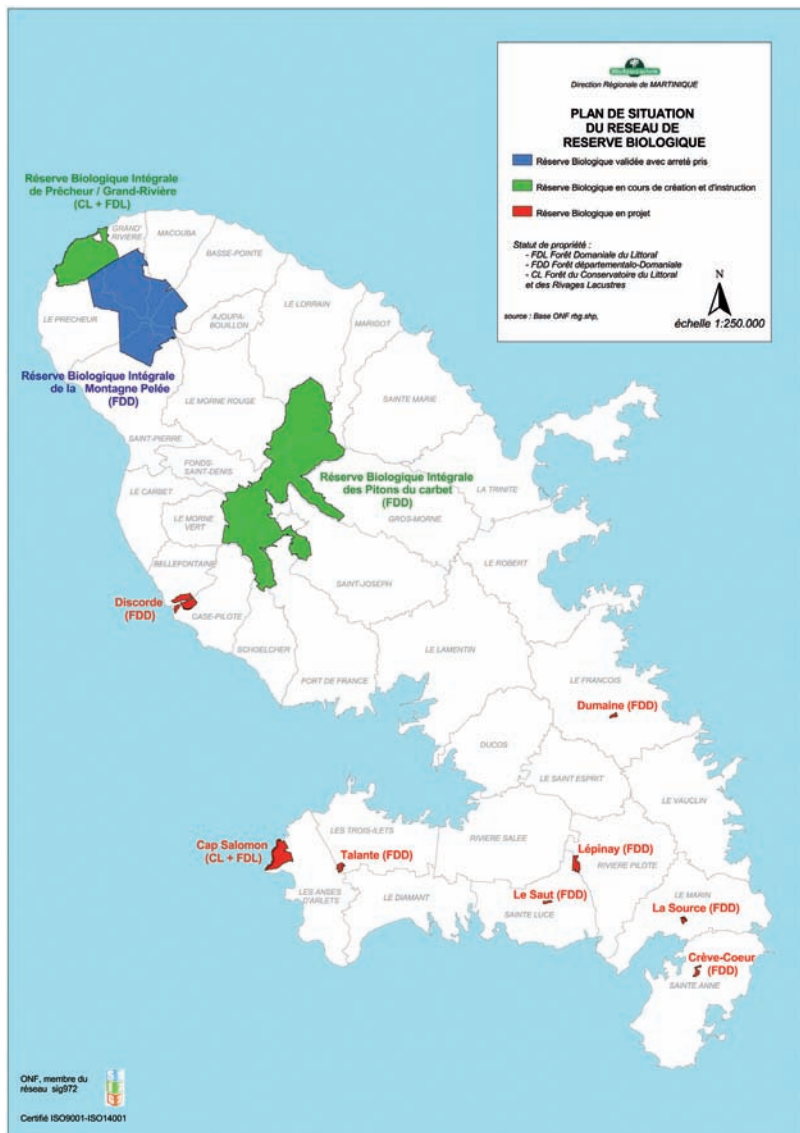 Direction Régionale de MARTINIQUE
PLAN DE SITUATION
DU RESEAU DE
RESERVE BIOLOGIQUE
Réserve Biologique validée avec arreté pris
Réserve Biologique en cours de création et d'instruction
Réserve Biologique en projet
Statut de propriété :
- FDL Forêt Domaniale du Littoral
- FDD Forêt départementalo-Domaniale
- CL Forêt du Conservatoire du Littoral
et des Rivages Lacustres
source : Base ONF rbg.shp,
N
échelle 1:250.000
Réserve Biologique Intégrale
de Prêcheur / Grand-Rivière
(CL + FDL)
GRAND'
RIVIERE
MACOUBA
BASSE-POINTE
LE PRECHEUR
AJOUPA-
BOUILLON
LE LORRAIN
MARIGOT
Réserve Biologique Intégrale
de la Montagne Pelée
(FDD)
LE MORNE ROUGE
SAINTE MARIE
SAINT-PIERRE
FONDS-
SAINT-DENIS
Réserve Biologique Intégrale
des Pitons du carbet
(FDD)
LA TRINITE
LE CARBET
LE MORNE
VERT
GROS-MORNE
BELLEFONTAINE
LE ROBERT
SAINT-JOSEPH
Discorde
(FDD)
CASE-PILOTE
SCHOELCHER
FORT DE FRANCE
LE LAMENTIN
LE FRANCOIS
Dumaine (FDD)
DUCOS
LE SAINT ESPRIT
LE VAUCLIN
Cap Salomon
(CL + FDL)
LES TROIS-ILETS
Talante (FDD)
RIVIERE SALEE
Lépinay (FDD)
RIVIERE PILOTE
LES ANSES
D'ARLETS
LE DIAMANT
Le Saut (FDD)
SAINTE LUCE
LE MARIN
La Source (FDD)
Crève-Coeur
(FDD)
SAINTE ANNE
ONF, membre du
réseau sig972
Certifié ISO9001-ISO14001